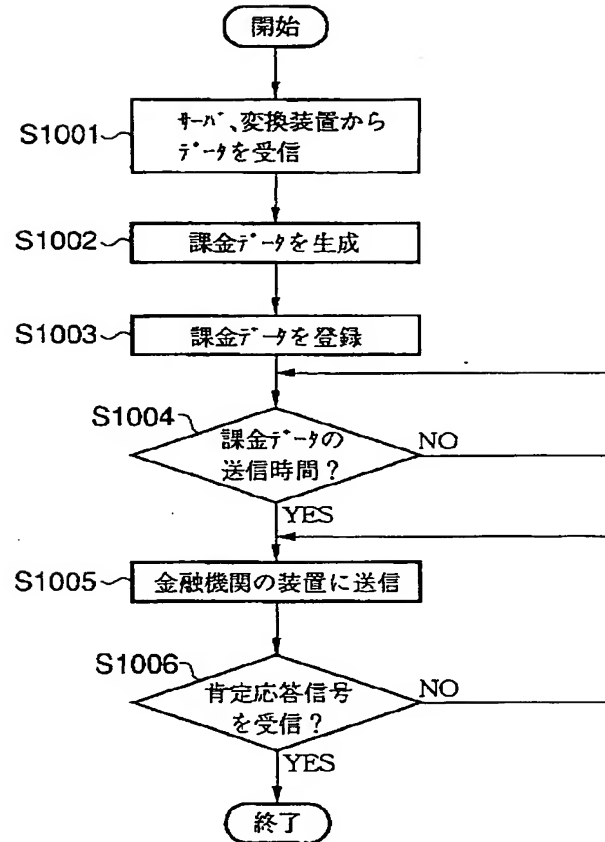 開始
S1001
サーバ、変換装置から
データを受信
S1002
課金データを生成
S1003
課金データを登録
S1004
課金データの
送信時間？
NO
YES
S1005
金融機関の装置に送信
S1006
肯定応答信号
を受信？
NO
YES
終了